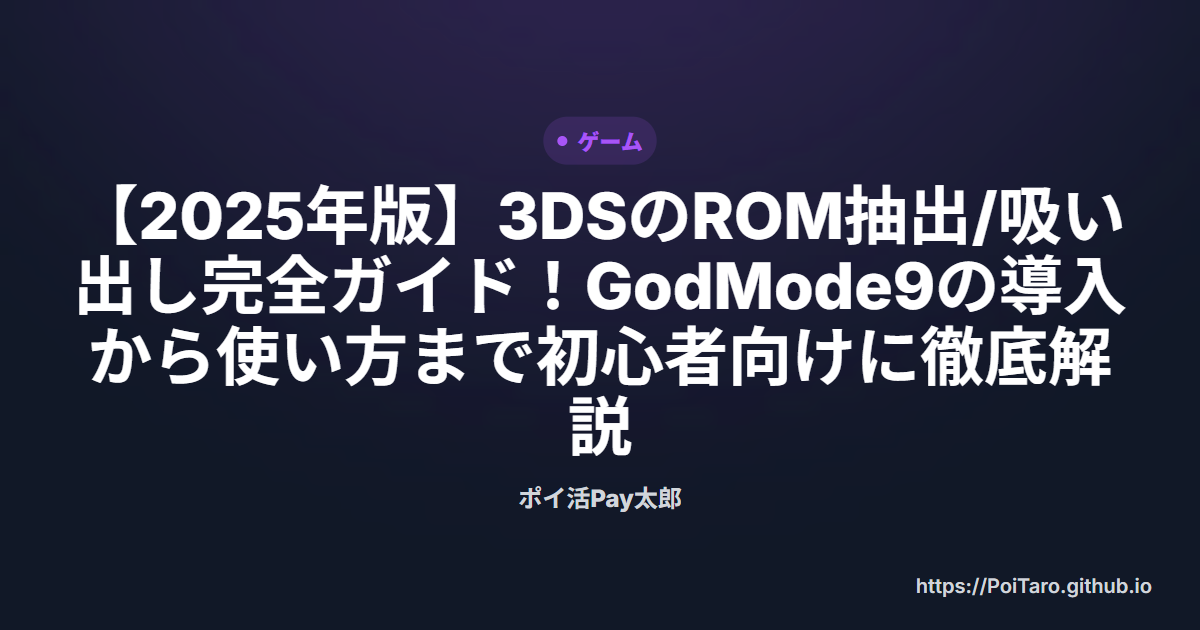 ゲーム
【2025年版】3DSのROM抽出/吸い
出し完全ガイド！GodMode9の導入
から使い方まで初心者向けに徹底解
説
ポイ活Pay太郎
https://PoiTaro.github.io